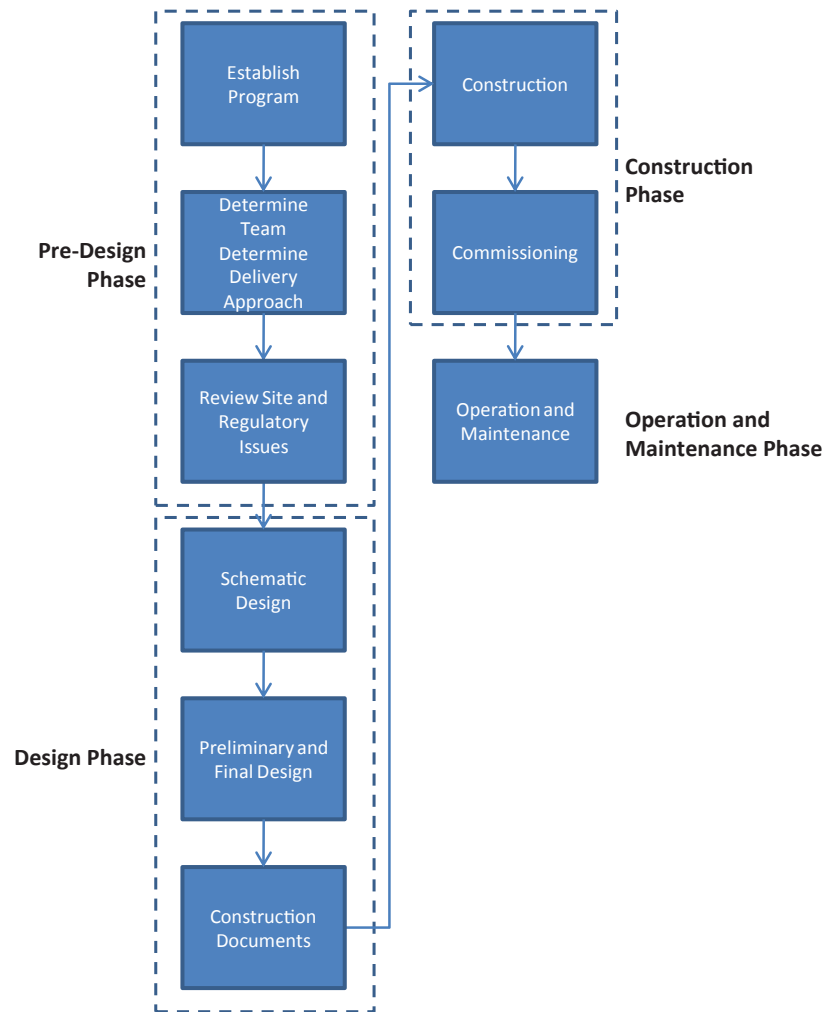 Establish
Program
Determine
Team
Determine
Delivery
Approach
Pre-Design
Phase
Review Site and
Regulatory
Issues
Schematic
Design
Preliminary and
Final Design
Design Phase
Construction
Documents
Construction
Construction
Phase
Commissioning
Operation and
Maintenance
Operation and
Maintenance Phase